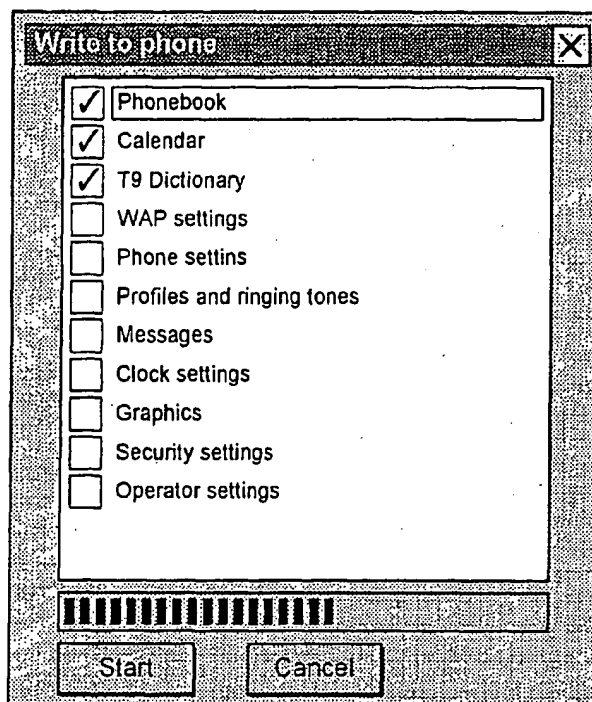 Write to phone
Phonebook
Calendar
T9 Dictionary
WAP settings
Phone settins
Profiles and ringing tones
Messages
Clock settings
Graphics
Security settings
Operator settings
Start Cancel